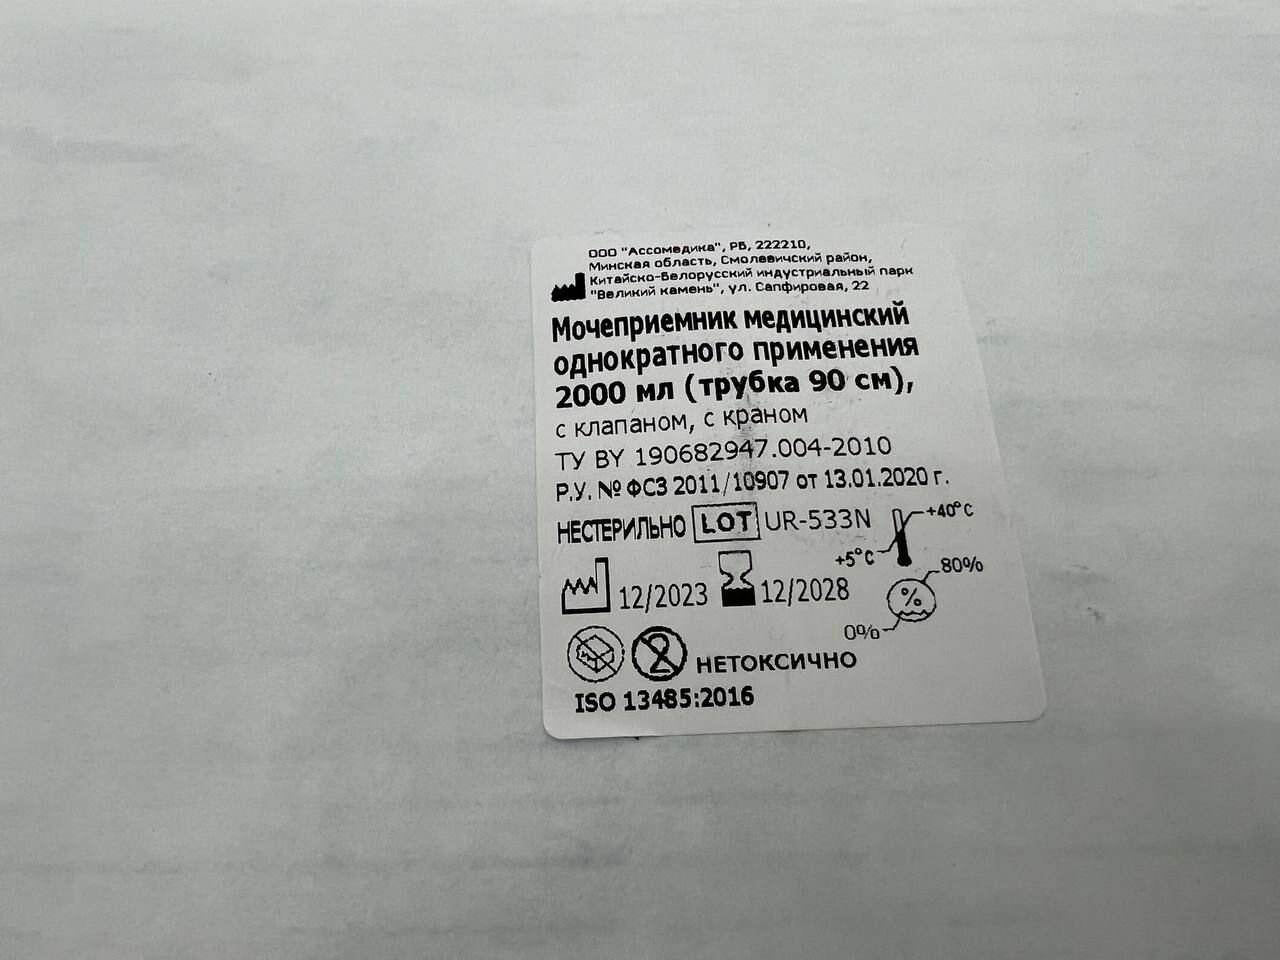 ООО "Ассомедика", РБ, 222210,
Минская область, Смолевичский район,
Китайско-Белорусский индустриальный парк
"Великий камень", ул. Сапфировая, 22
Мочеприемник медицинский
однократного применения
2000 мл (трубка 90 см),
с клапаном, с краном
ТУ BY 190682947.004-2010
Р.У. № ФСЗ 2011/10907 от 13.01.2020 г.
НЕСТЕРИЛЬНО LOT UR-533N
+40°C
+5°C
12/2023 12/2028
80%
%
0%
2 НЕТОКСИЧНО
ISO 13485:2016